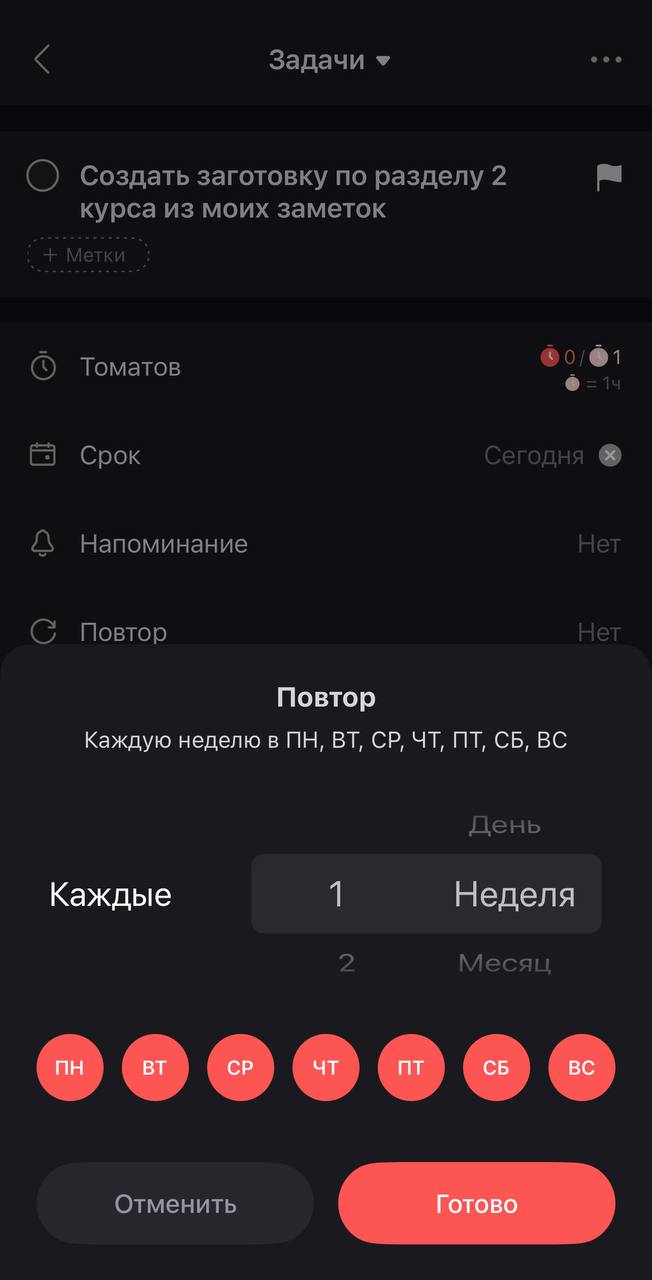 Задачи
Создать заготовку по разделу 2
курса из моих заметок
+ Метки
Томатов
0 / 1
= 1ч
Срок
Сегодня
Напоминание
Нет
Повтор
Нет
Повтор
Каждую неделю в ПН, ВТ, СР, ЧТ, ПТ, СБ, ВС
День
Каждые 1 Неделя
2 Месяц
ПН ВТ СР ЧТ ПТ СБ ВС
Отменить
Готово